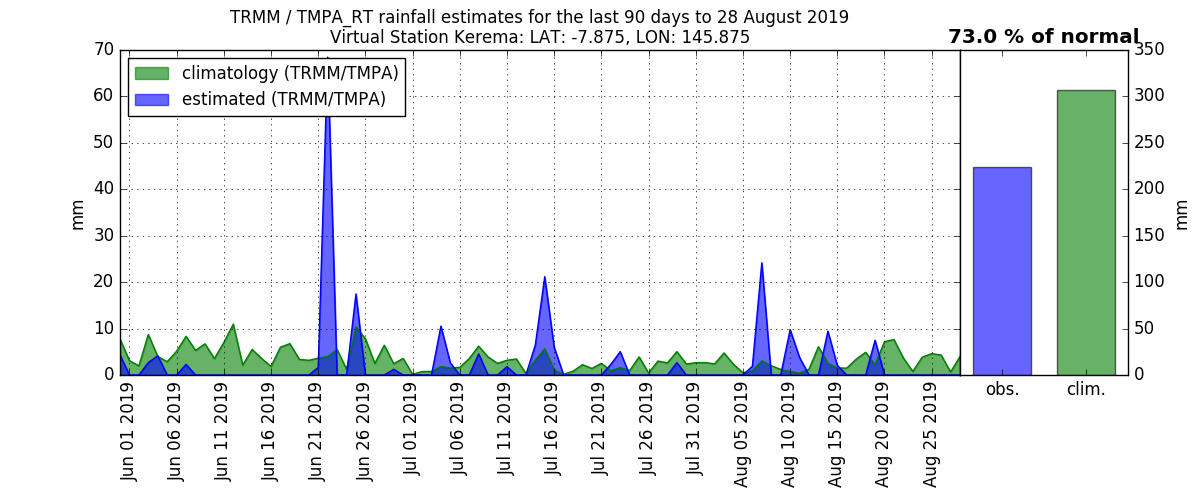 TRMM / TMPA_RT rainfall estimates for the last 90 days to 28 August 2019
Virtual Station Kerema: LAT: -7.875, LON: 145.875
73.0 % of normal
climatology (TRMM/TMPA)
estimated (TRMM/TMPA)
70
60
50
40
30
20
10
0
mm
Jun 01 2019
Jun 06 2019
Jun 11 2019
Jun 16 2019
Jun 21 2019
Jun 26 2019
Jul 01 2019
Jul 06 2019
Jul 11 2019
Jul 16 2019
Jul 21 2019
Jul 26 2019
Jul 31 2019
Aug 05 2019
Aug 10 2019
Aug 15 2019
Aug 20 2019
Aug 25 2019
350
300
250
200
150
100
50
0
mm
obs.
clim.